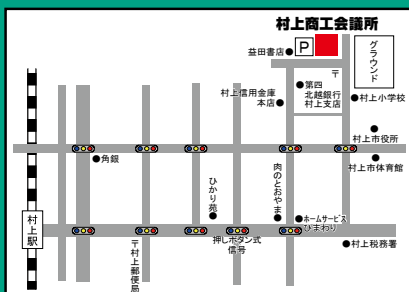 村上商工会議所
益田書店
P
グラウンド
〒
第四
北越銀行
村上支店
村上信用金庫
本店
村上小学校
村上市役所
村上市体育館
角銀
ひかり苑
肉のとおやま
ホームサービス
ひまわり
村上駅
押しボタン式
信号
〒村上郵便局
村上税務署